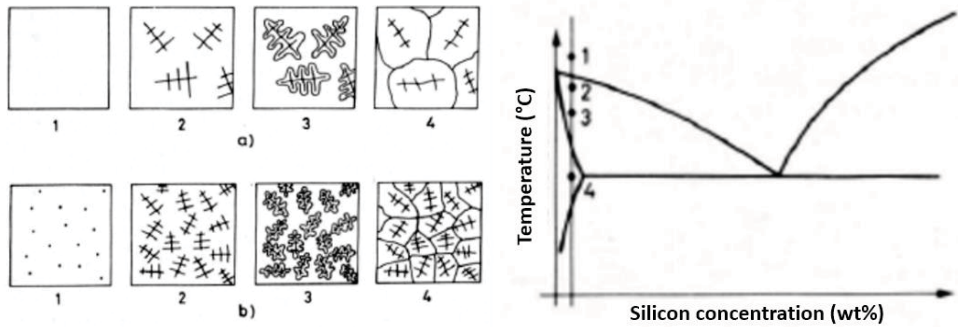 1 2 3 4
a)
1 2 3 4
b)
Temperature (°C)
1
2
3
4
Silicon concentration (wt%)